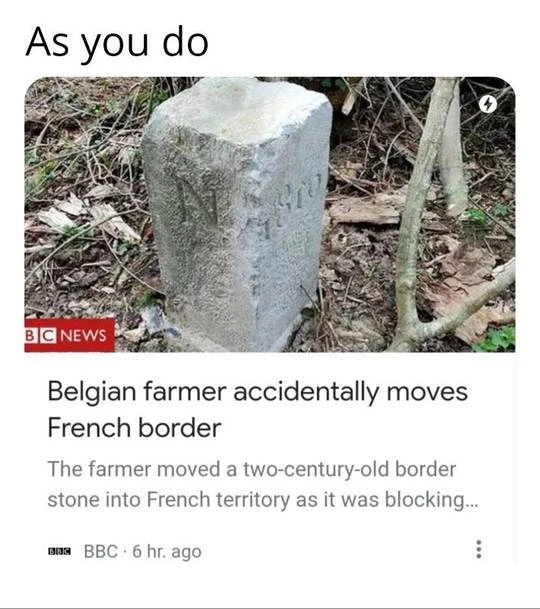 As you do
N
BBC NEWS
Belgian farmer accidentally moves
French border
The farmer moved a two-century-old border
stone into French territory as it was blocking...
BBC BBC · 6 hr. ago